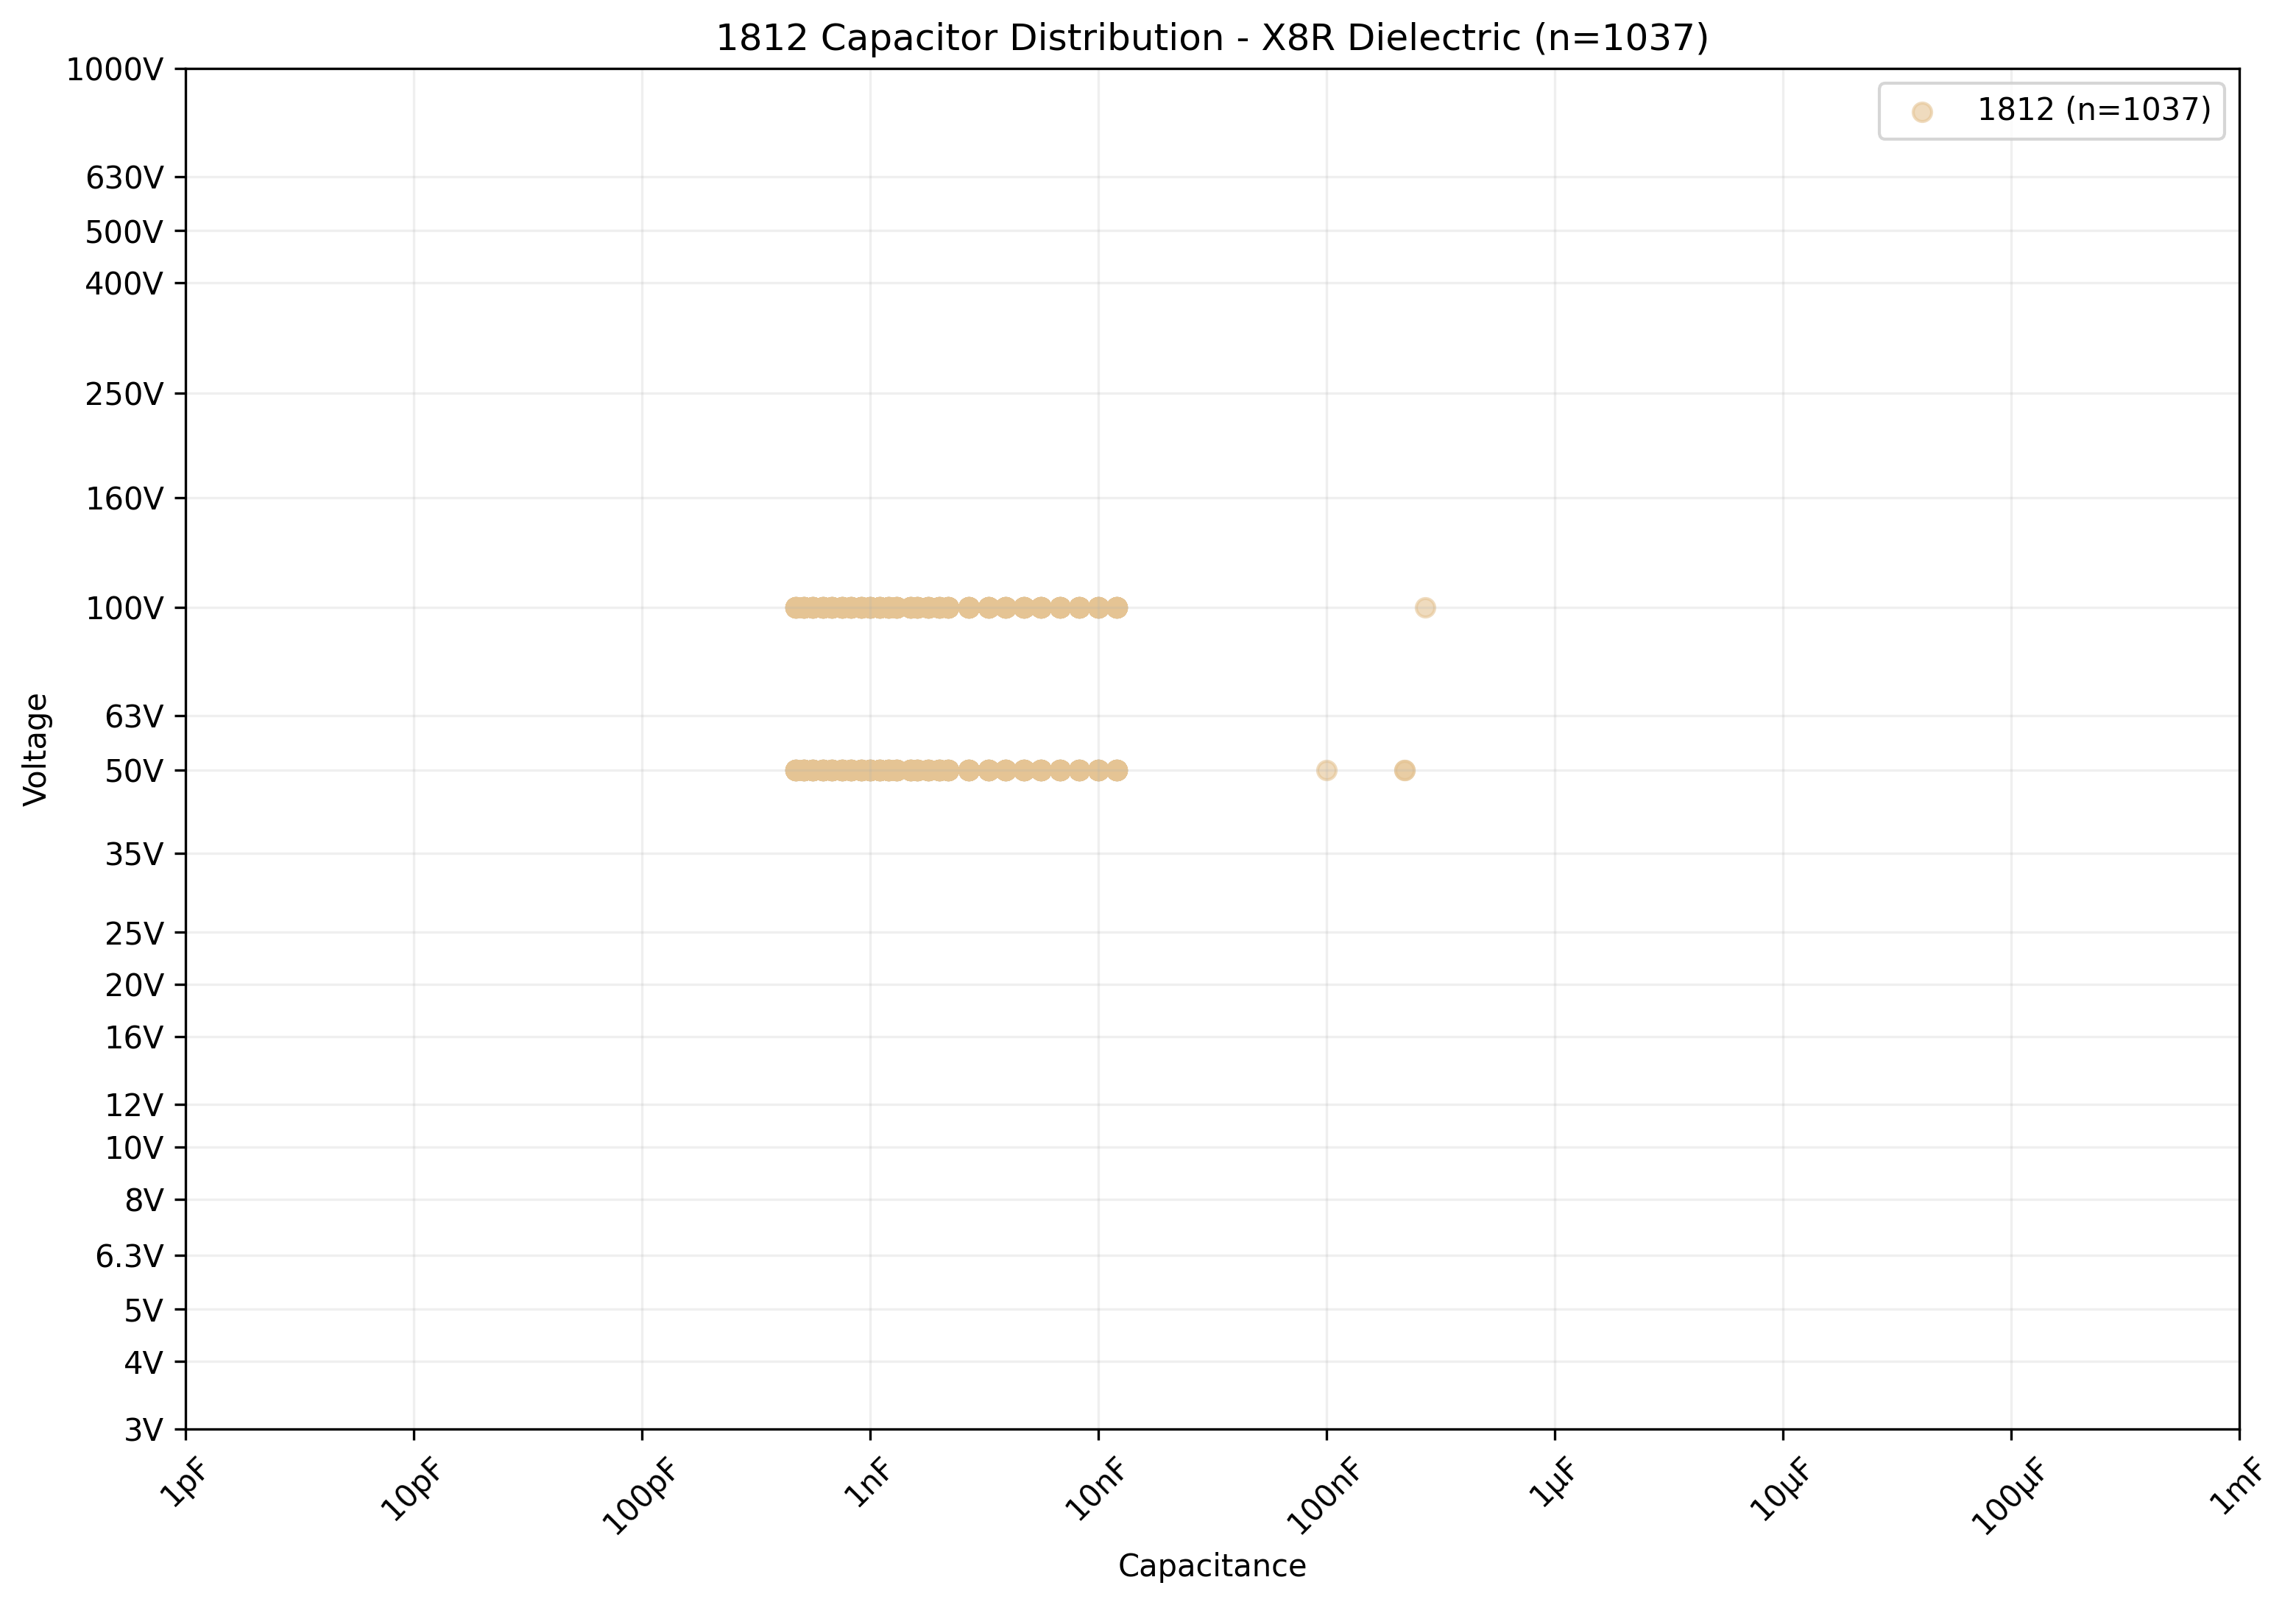 1812 Capacitor Distribution - X8R Dielectric (n=1037)
1812 (n=1037)
Voltage
1000V
630V
500V
400V
250V
160V
100V
63V
50V
35V
25V
20V
16V
12V
10V
8V
6.3V
5V
4V
3V
1pF
10pF
100pF
1nF
10nF
100nF
1µF
10µF
100µF
1mF
Capacitance